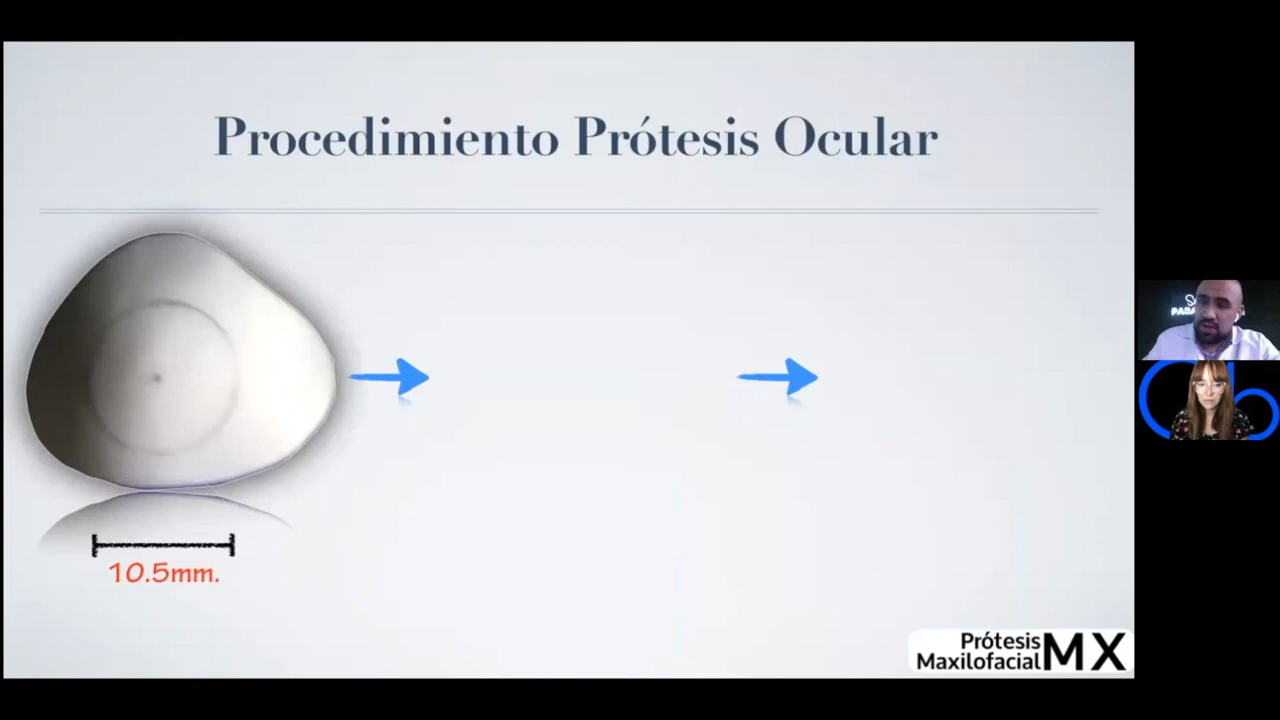 Procedimiento Prótesis Ocular
10.5mm.
Prótesis
Maxilofacial MX